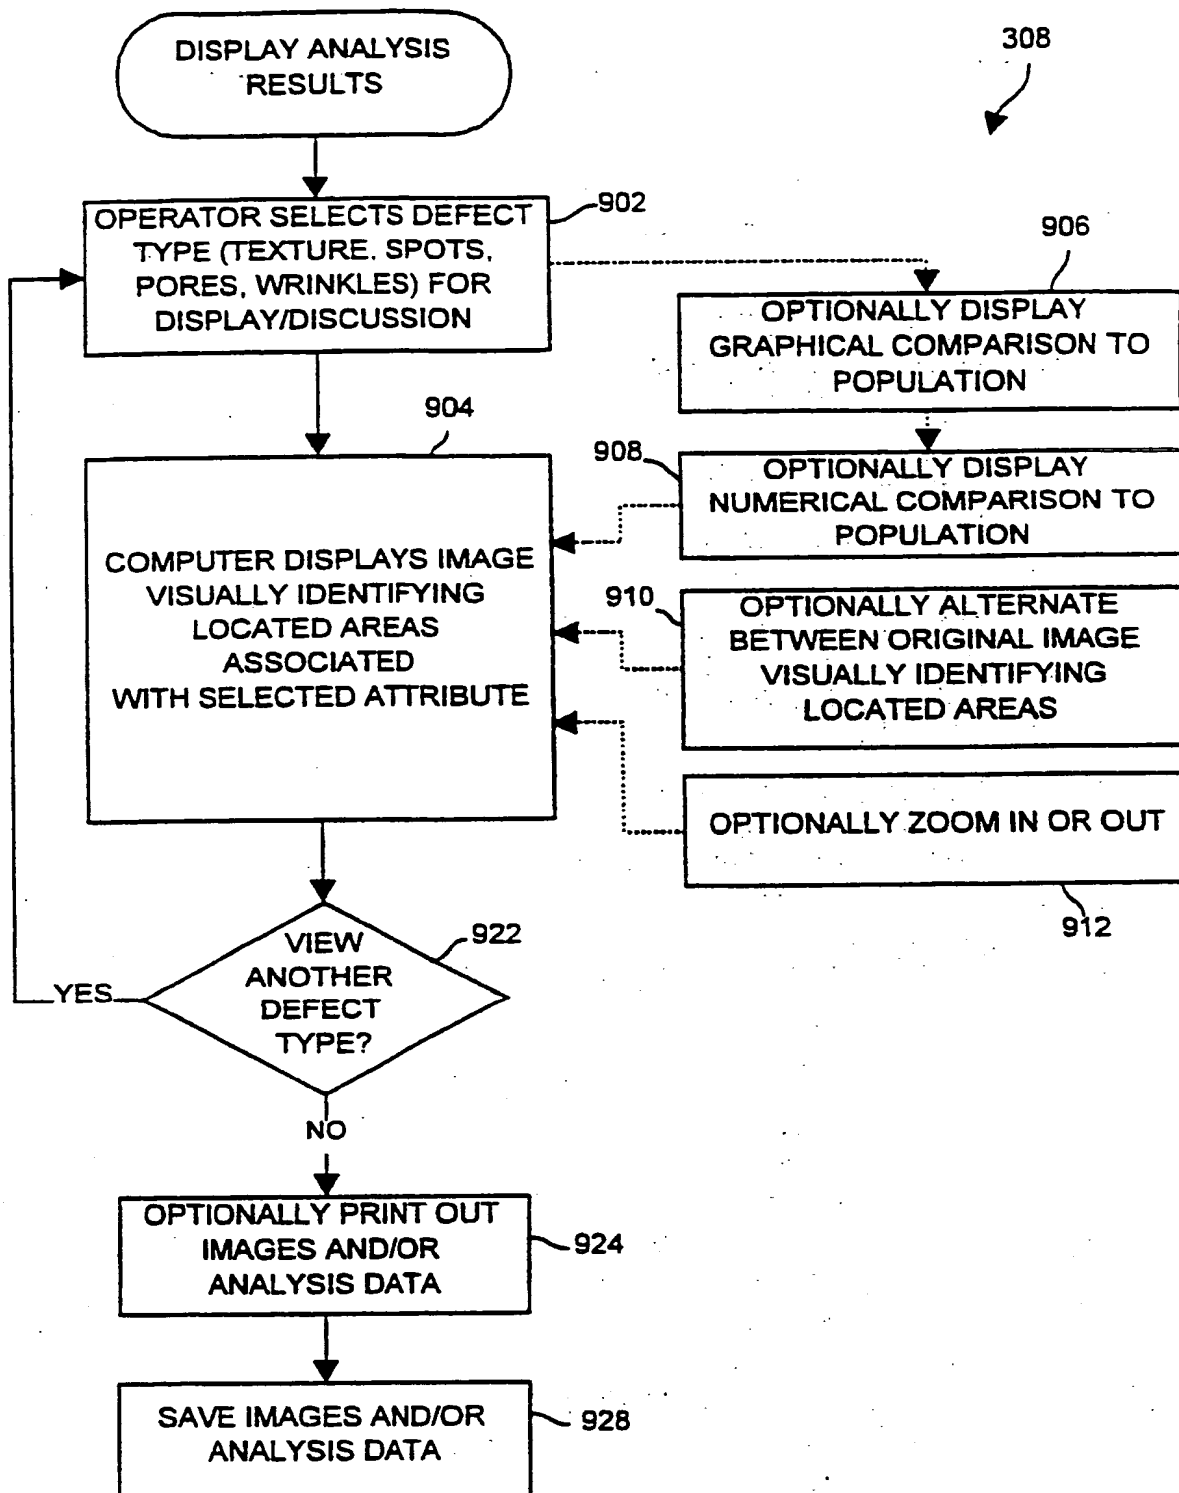 DISPLAY ANALYSIS
RESULTS
308
902
OPERATOR SELECTS DEFECT
TYPE (TEXTURE. SPOTS,
PORES, WRINKLES) FOR
DISPLAY/DISCUSSION
906
OPTIONALLY DISPLAY
GRAPHICAL COMPARISON TO
POPULATION
904
COMPUTER DISPLAYS IMAGE
VISUALLY IDENTIFYING
LOCATED AREAS
ASSOCIATED
WITH SELECTED ATTRIBUTE
908
OPTIONALLY DISPLAY
NUMERICAL COMPARISON TO
POPULATION
910
OPTIONALLY ALTERNATE
BETWEEN ORIGINAL IMAGE
VISUALLY IDENTIFYING
LOCATED AREAS
OPTIONALLY ZOOM IN OR OUT
912
VIEW
ANOTHER
DEFECT
TYPE?
922
YES
NO
OPTIONALLY PRINT OUT
IMAGES AND/OR
ANALYSIS DATA
924
SAVE IMAGES AND/OR
ANALYSIS DATA
928